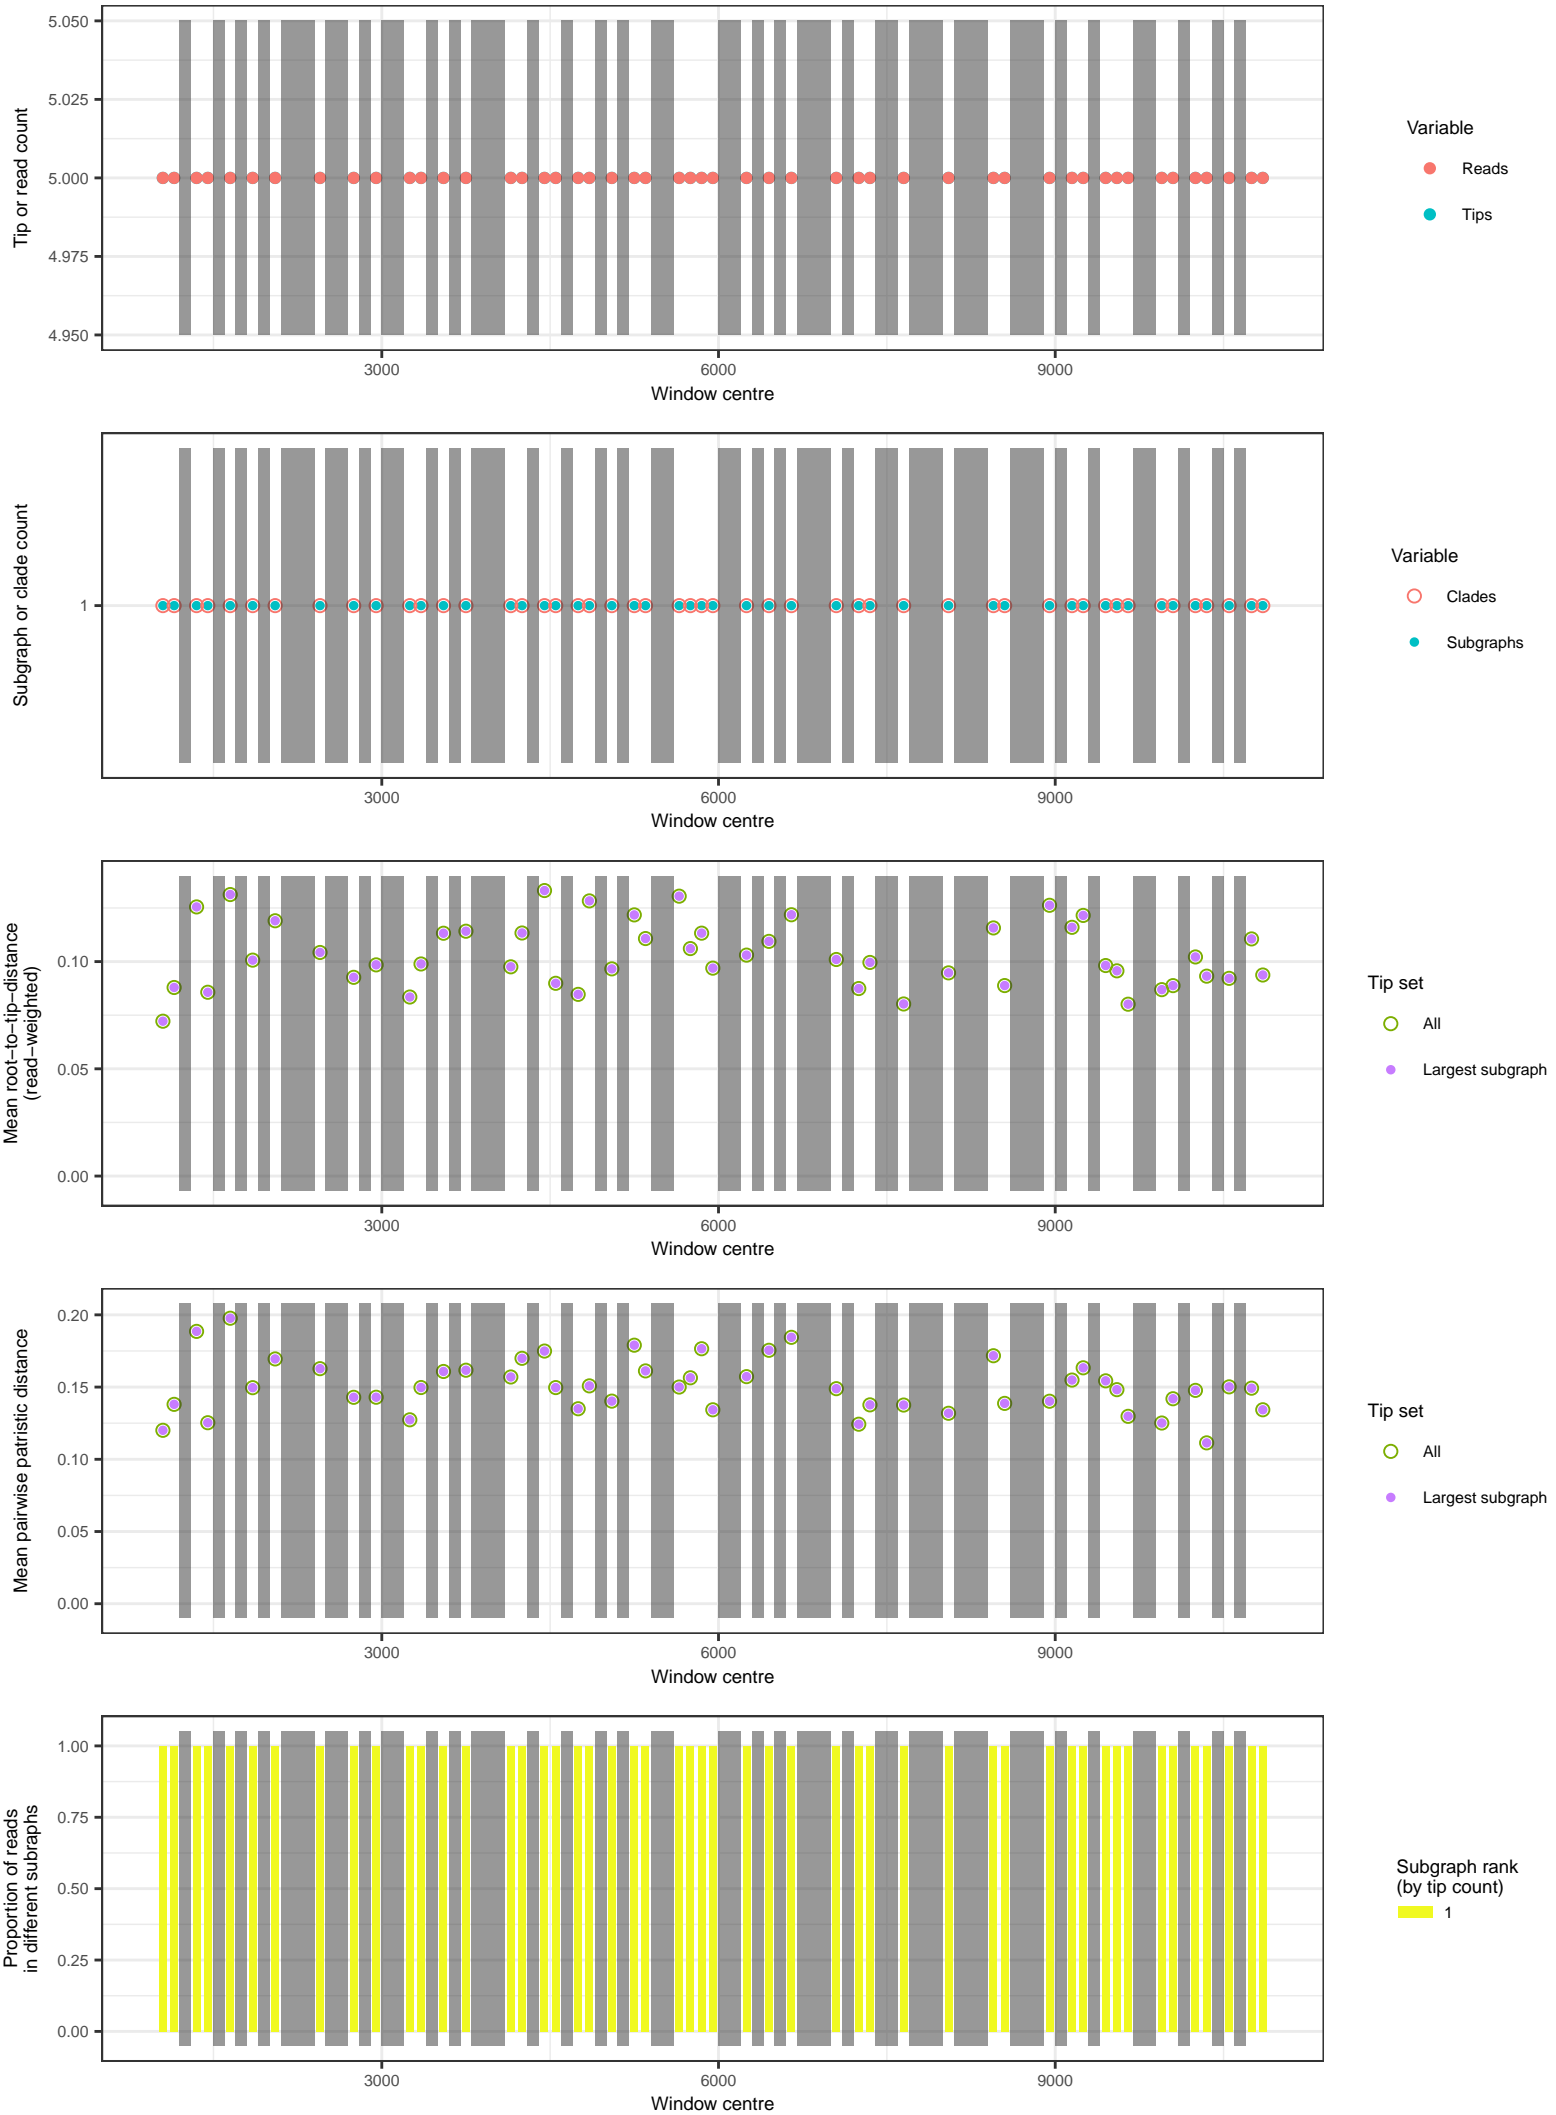 5.050
5.025
5.000
4.975
4.950
Tip or read count
3000
6000
9000
Window centre
Variable
Reads
Tips
1
Subgraph or clade count
3000
6000
9000
Window centre
Variable
Clades
Subgraphs
0.10
0.05
0.00
Mean root−to−tip−distance
(read−weighted)
3000
6000
9000
Window centre
Tip set
All
Largest subgraph
0.20
0.15
0.10
0.05
0.00
Mean pairwise patristic distance
3000
6000
9000
Window centre
Tip set
All
Largest subgraph
1.00
0.75
0.50
0.25
0.00
Proportion of reads
in different subraphs
3000
6000
9000
Window centre
Subgraph rank
(by tip count)
1